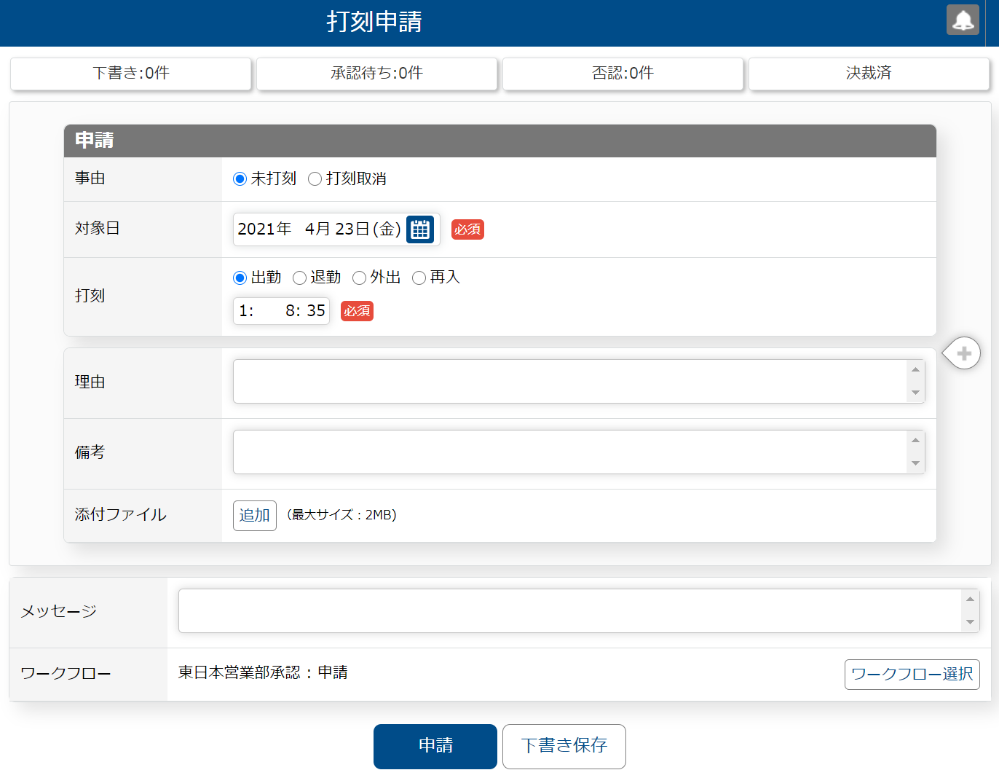 打刻申請
下書き:0件 承認待ち:0件 否認:0件 決裁済
申請
事由 未打刻 打刻取消
対象日 2021年 4月 23日(金) 必須
出勤 退勤 外出 再入
打刻
1: 8: 35 必須
理由
備考
添付ファイル 追加 (最大サイズ : 2MB)
メッセージ
ワークフロー 東日本営業部承認 : 申請 ワークフロー選択
申請 下書き保存